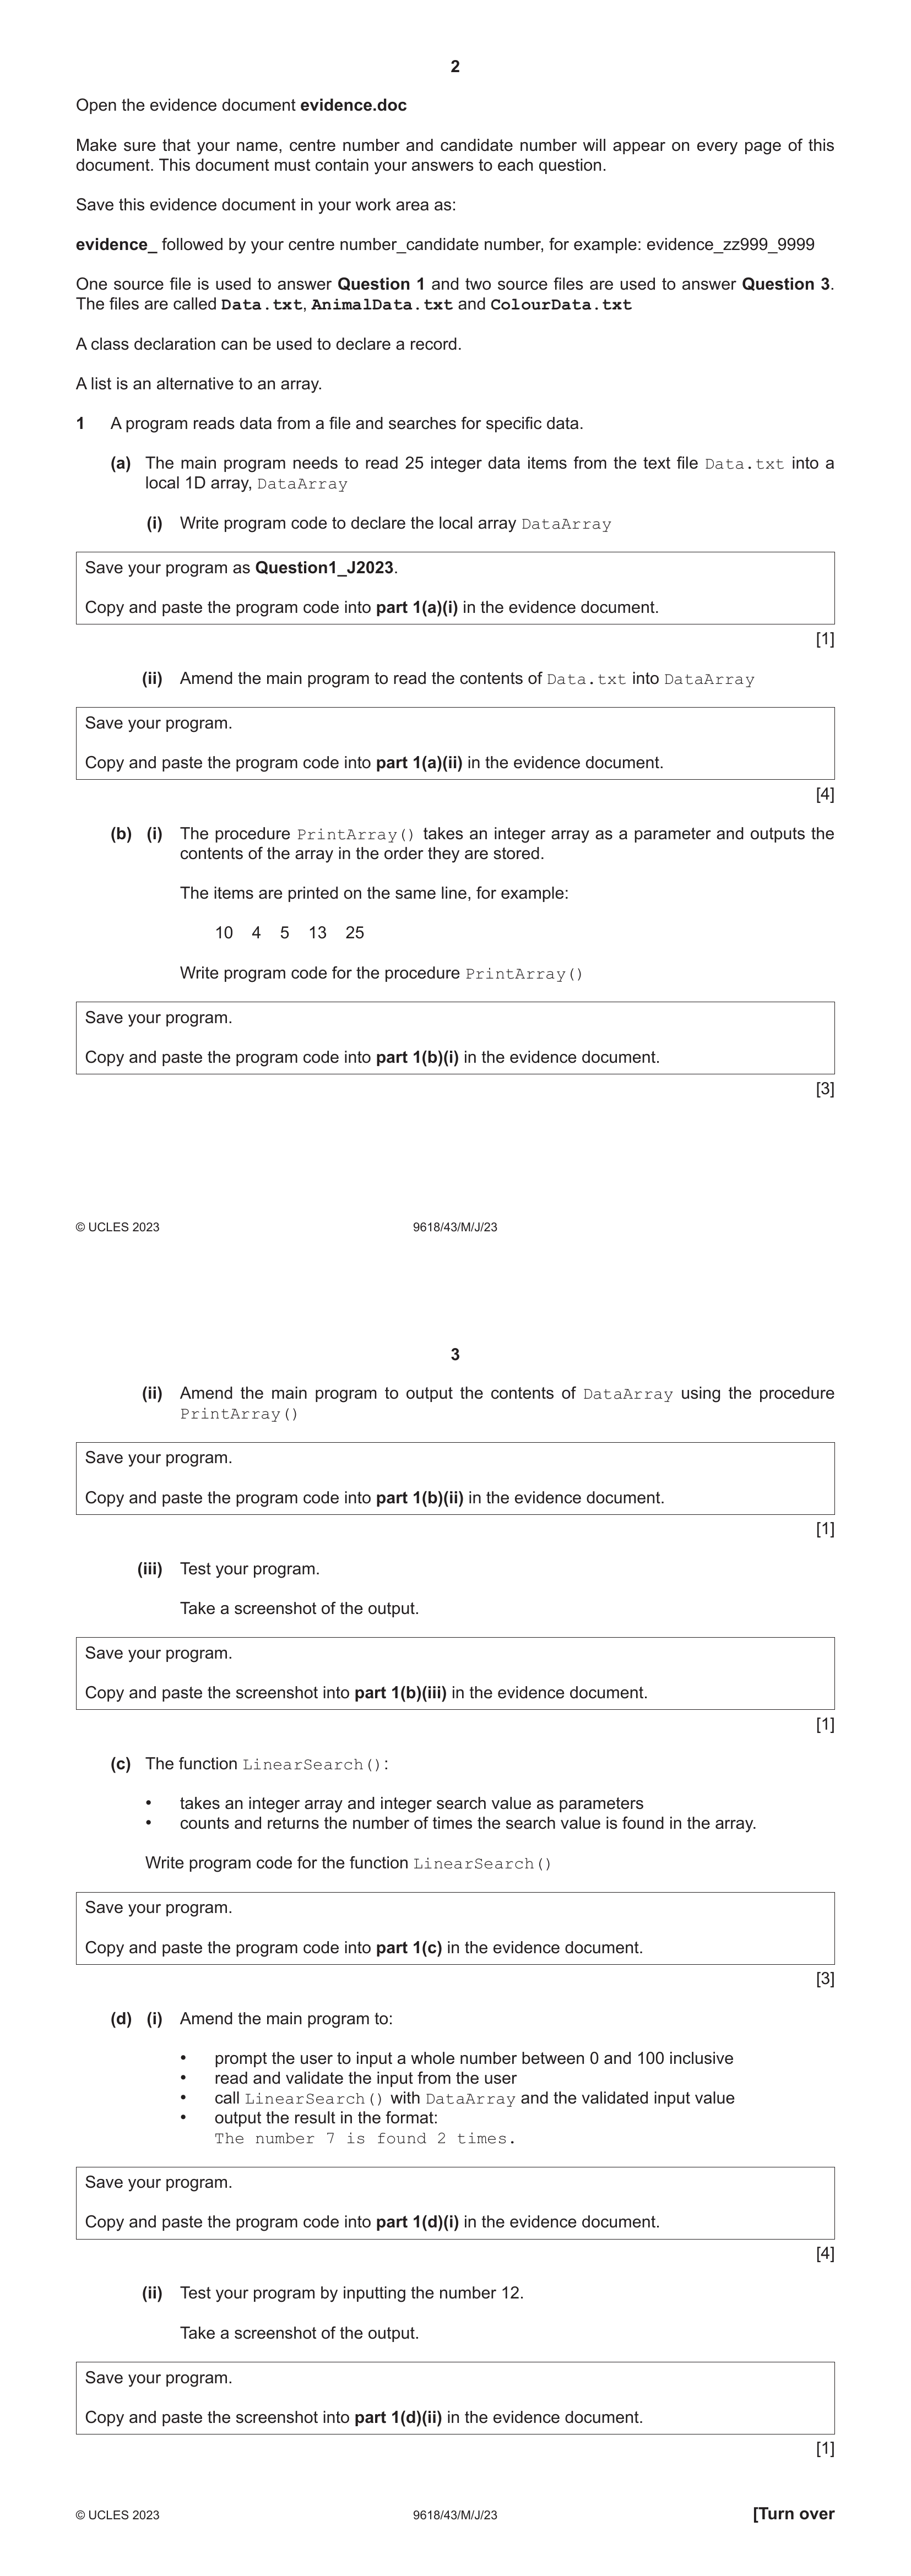 2
Open the evidence document evidence.doc
Make sure that your name, centre number and candidate number will appear on every page of this
document. This document must contain your answers to each question.
Save this evidence document in your work area as:
evidence_ followed by your centre number_candidate number, for example: evidence_zz999_9999
One source file is used to answer Question 1 and two source files are used to answer Question 3.
The files are called Data.txt, AnimalData.txt and ColourData.txt
A class declaration can be used to declare a record.
A list is an alternative to an array.
1 A program reads data from a file and searches for specific data.
(a) The main program needs to read 25 integer data items from the text file Data.txt into a
local 1D array, DataArray
(i) Write program code to declare the local array DataArray
Save your program as Question1_J2023.
Copy and paste the program code into part 1(a)(i) in the evidence document.
[1]
(ii) Amend the main program to read the contents of Data.txt into DataArray
Save your program.
Copy and paste the program code into part 1(a)(ii) in the evidence document.
[4]
(b) (i) The procedure PrintArray() takes an integer array as a parameter and outputs the
contents of the array in the order they are stored.
The items are printed on the same line, for example:
10 4 5 13 25
Write program code for the procedure PrintArray()
Save your program.
Copy and paste the program code into part 1(b)(i) in the evidence document.
[3]
© UCLES 2023 9618/43/M/J/23
3
(ii) Amend the main program to output the contents of DataArray using the procedure
PrintArray()
Save your program.
Copy and paste the program code into part 1(b)(ii) in the evidence document.
[1]
(iii) Test your program.
Take a screenshot of the output.
Save your program.
Copy and paste the screenshot into part 1(b)(iii) in the evidence document.
[1]
(c) The function LinearSearch():
• takes an integer array and integer search value as parameters
• counts and returns the number of times the search value is found in the array.
Write program code for the function LinearSearch()
Save your program.
Copy and paste the program code into part 1(c) in the evidence document.
[3]
(d) (i) Amend the main program to:
• prompt the user to input a whole number between 0 and 100 inclusive
• read and validate the input from the user
• call LinearSearch() with DataArray and the validated input value
• output the result in the format:
The number 7 is found 2 times.
Save your program.
Copy and paste the program code into part 1(d)(i) in the evidence document.
[4]
(ii) Test your program by inputting the number 12.
Take a screenshot of the output.
Save your program.
Copy and paste the screenshot into part 1(d)(ii) in the evidence document.
[1]
© UCLES 2023 9618/43/M/J/23 [Turn over